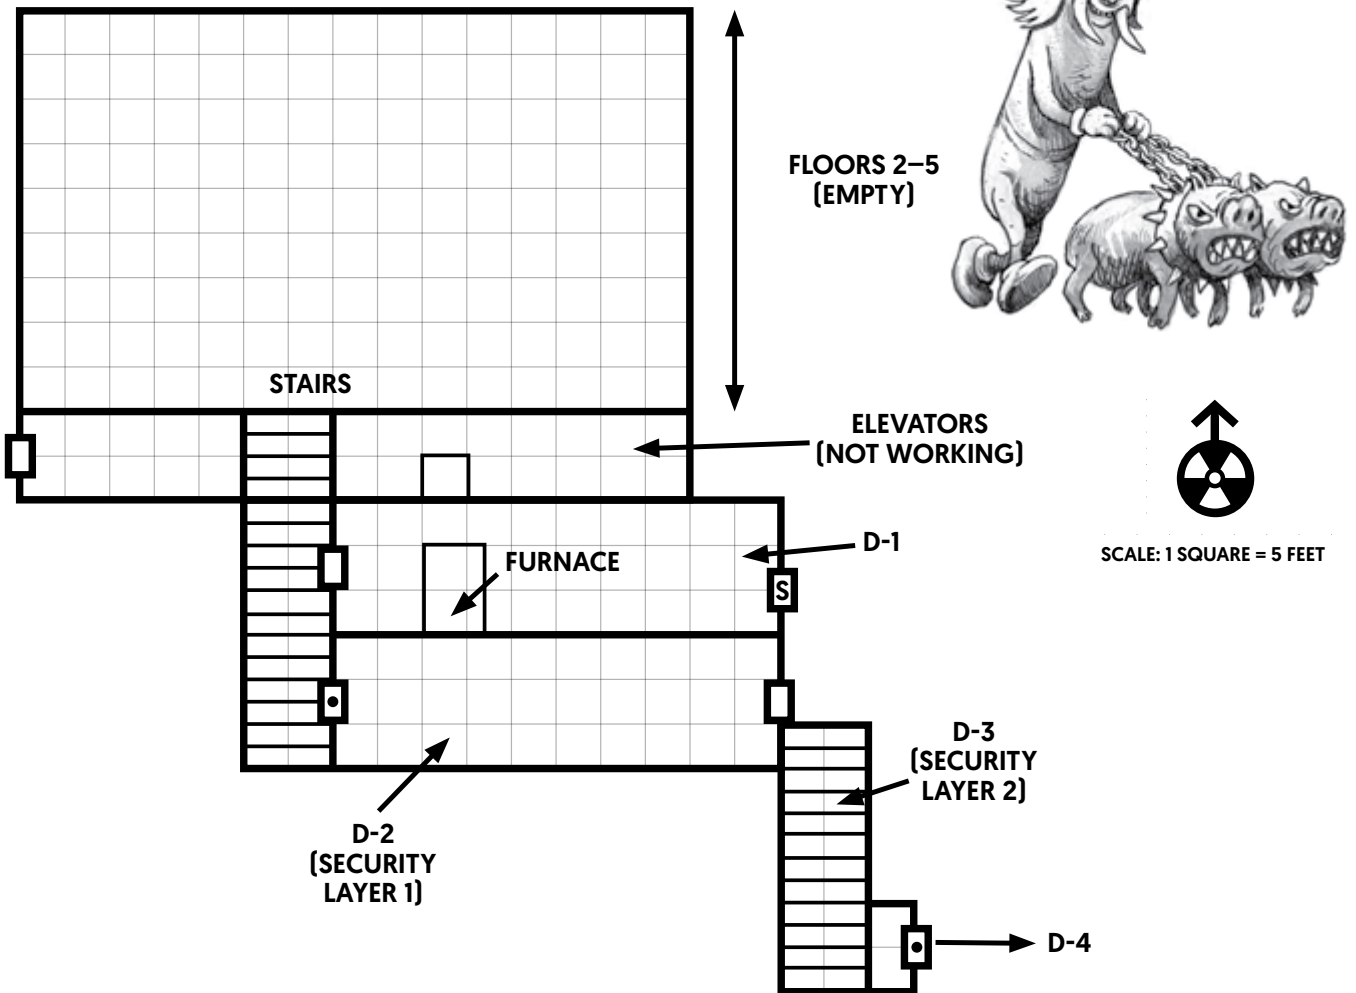 FLOORS 2–5
(EMPTY)
STAIRS
ELEVATORS
(NOT WORKING)
D-1
SCALE: 1 SQUARE = 5 FEET
FURNACE
S
D-3
(SECURITY
LAYER 2)
D-2
(SECURITY
LAYER 1)
D-4